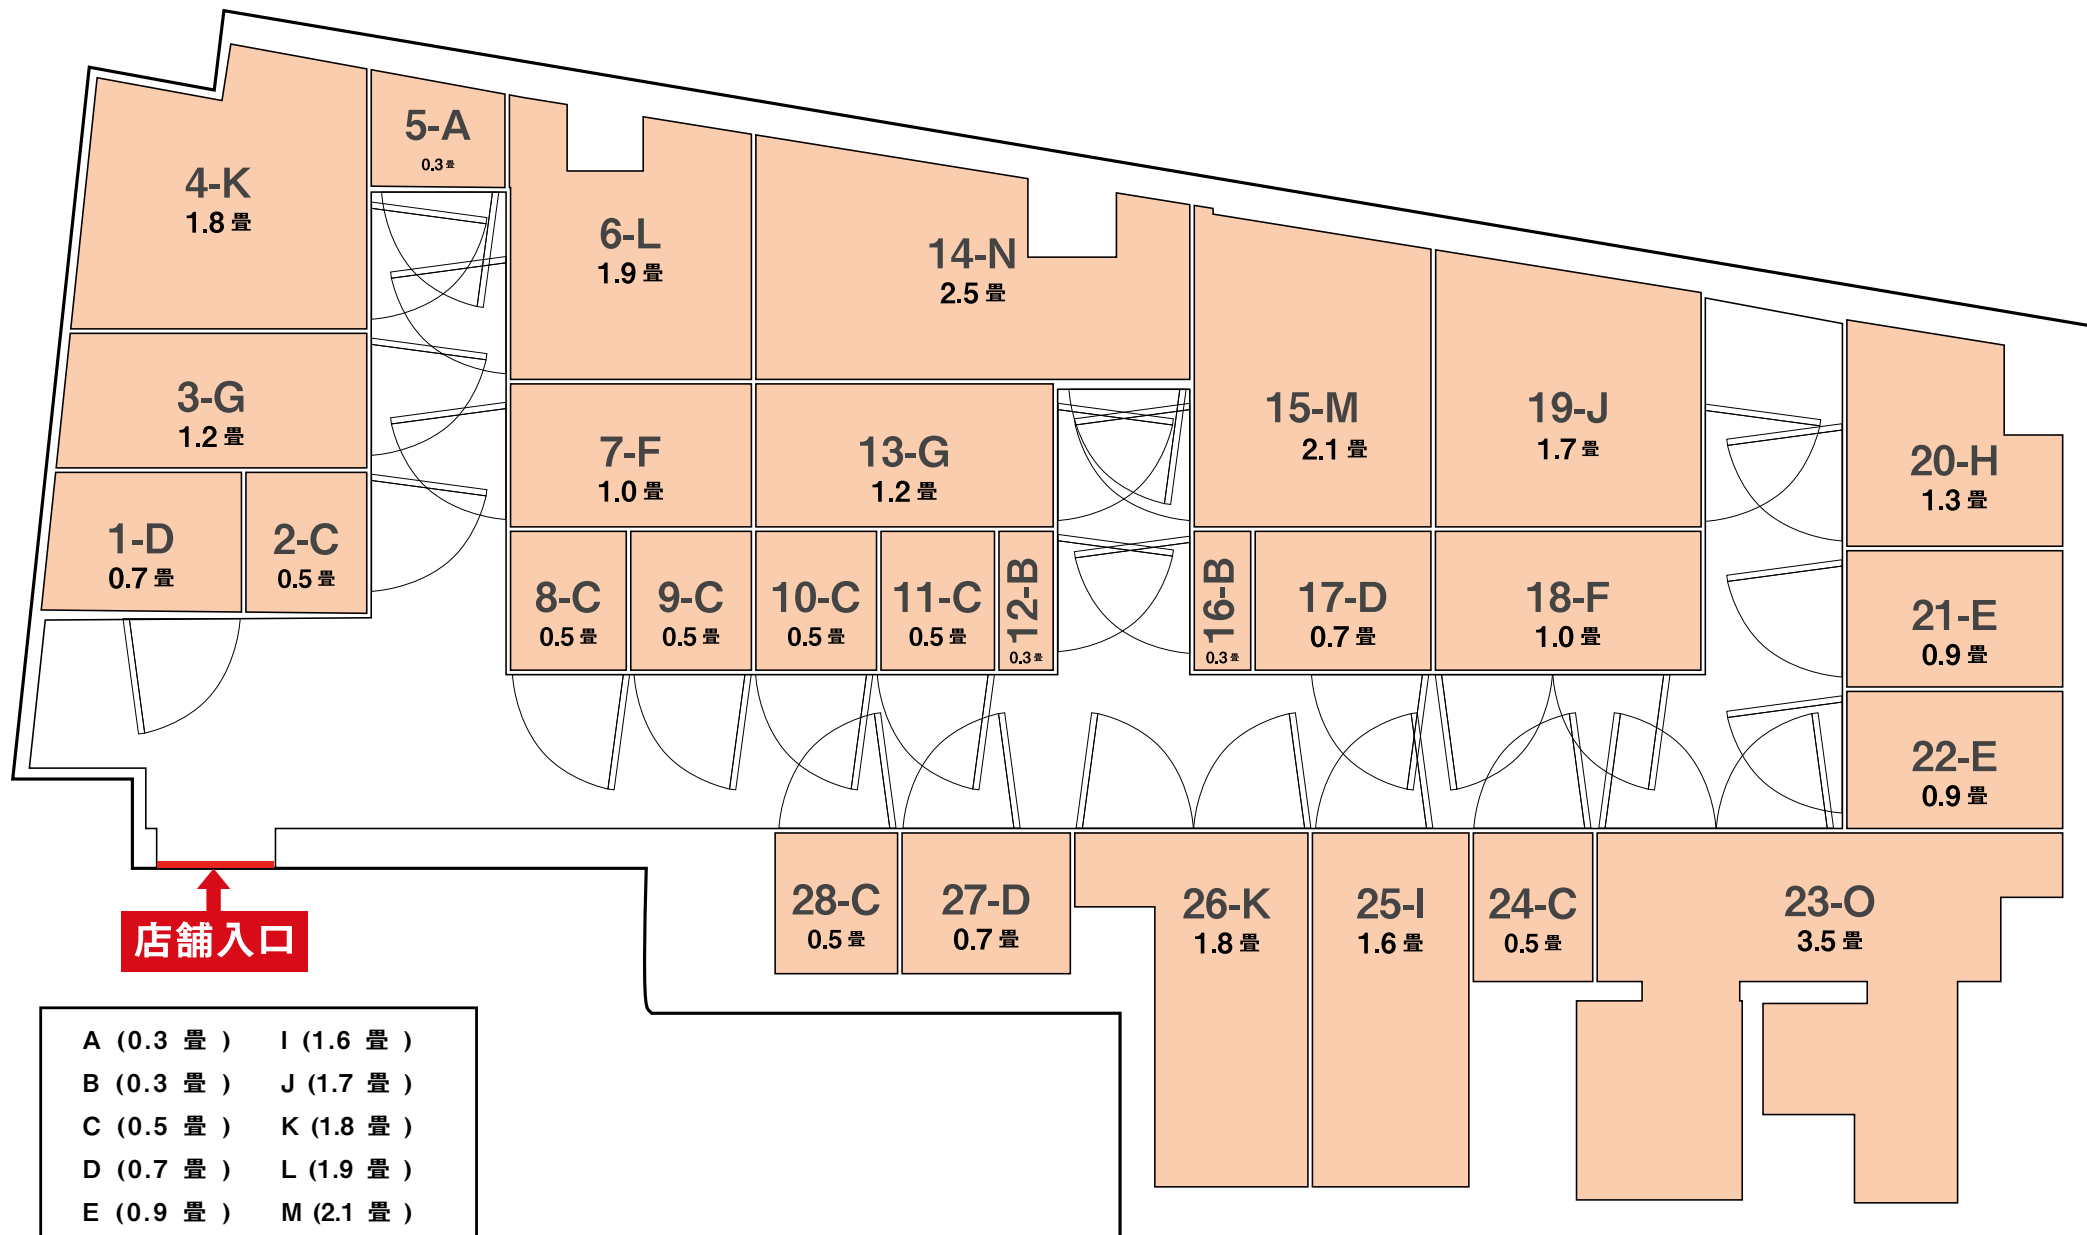 5-A
0.3 畳
4-K
1.8 畳
6-L
1.9 畳
14-N
2.5 畳
3-G
1.2 畳
7-F
1.0 畳
13-G
1.2 畳
15-M
2.1 畳
19-J
1.7 畳
20-H
1.3 畳
1-D
0.7 畳
2-C
0.5 畳
8-C
0.5 畳
9-C
0.5 畳
10-C
0.5 畳
11-C
0.5 畳
12-B
0.3 畳
16-B
0.3 畳
17-D
0.7 畳
18-F
1.0 畳
21-E
0.9 畳
22-E
0.9 畳
28-C
0.5 畳
27-D
0.7 畳
26-K
1.8 畳
25-I
1.6 畳
24-C
0.5 畳
23-O
3.5 畳
店舗入口
A (0.3 畳 ) I (1.6 畳 )
B (0.3 畳 ) J (1.7 畳 )
C (0.5 畳 ) K (1.8 畳 )
D (0.7 畳 ) L (1.9 畳 )
E (0.9 畳 ) M (2.1 畳 )